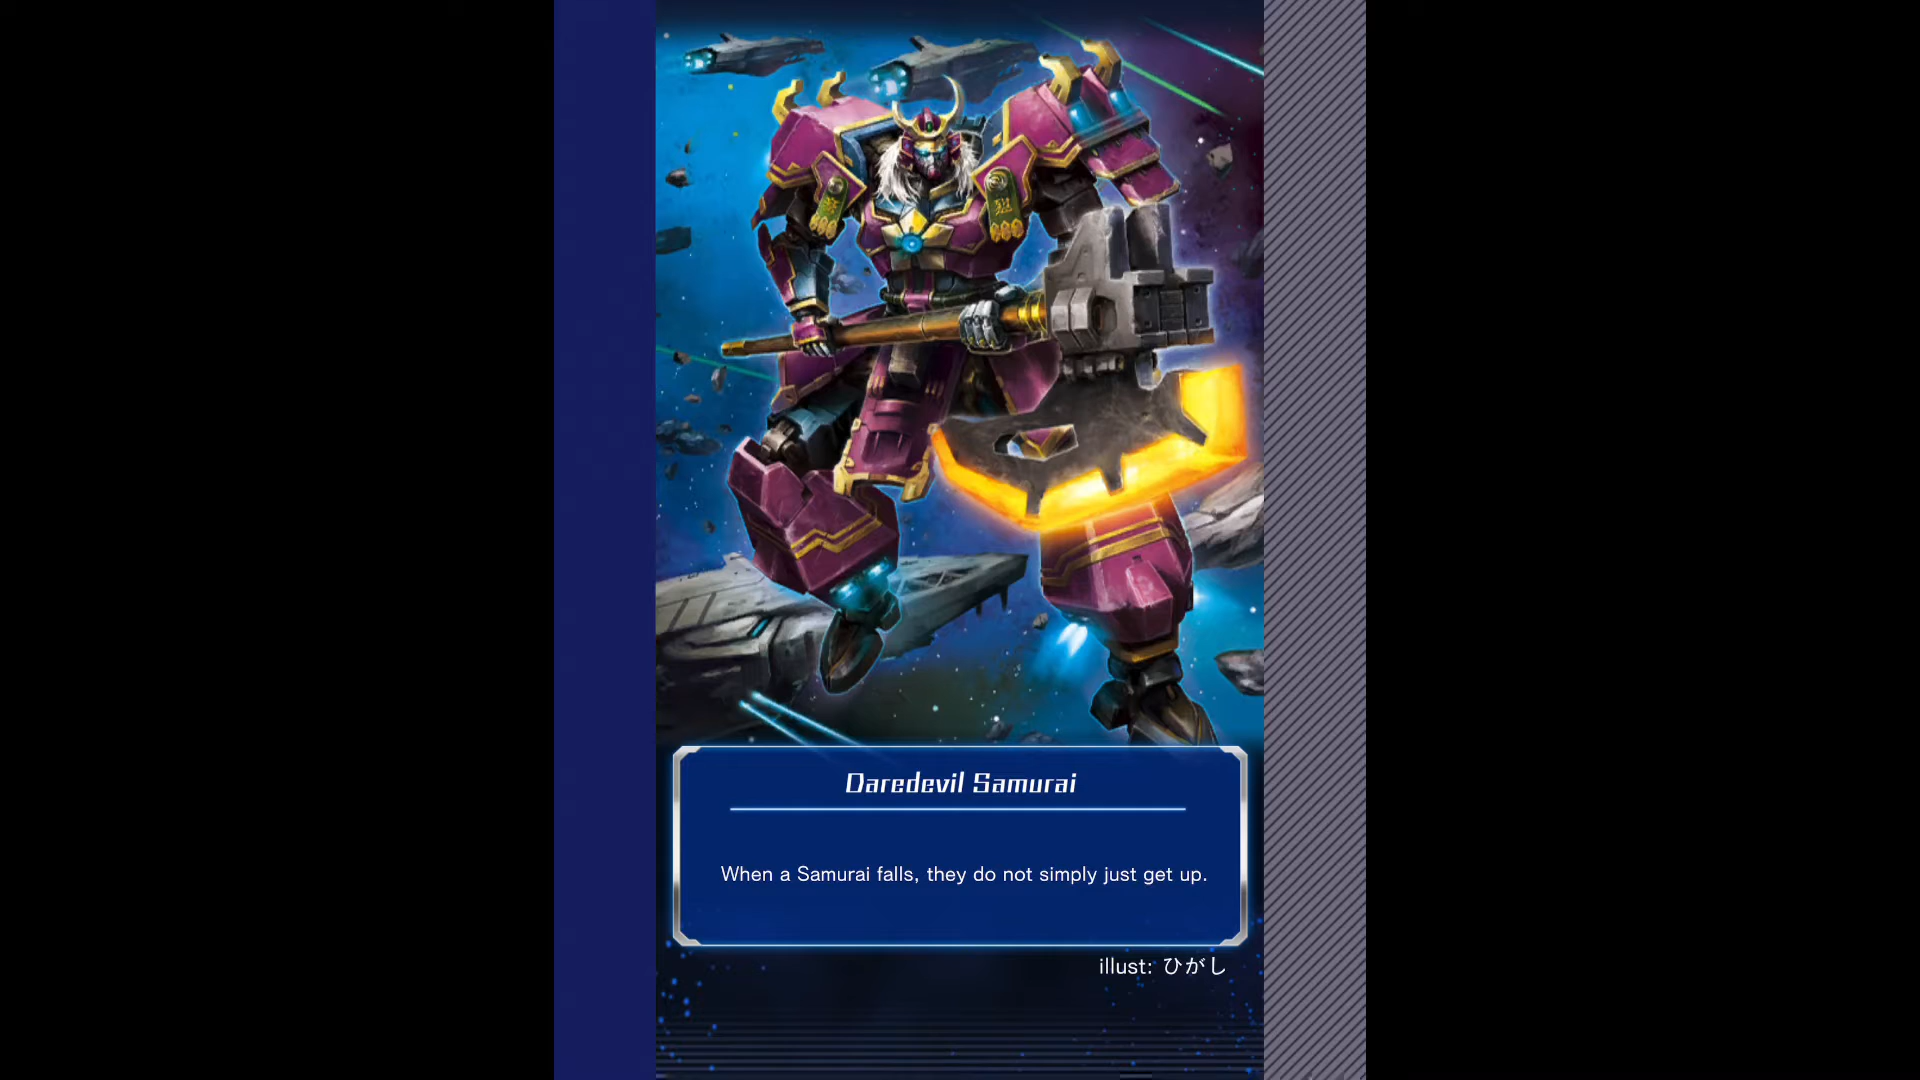 Daredevil Samurai
When a Samurai falls, they do not simply just get up.
illust: ひがし